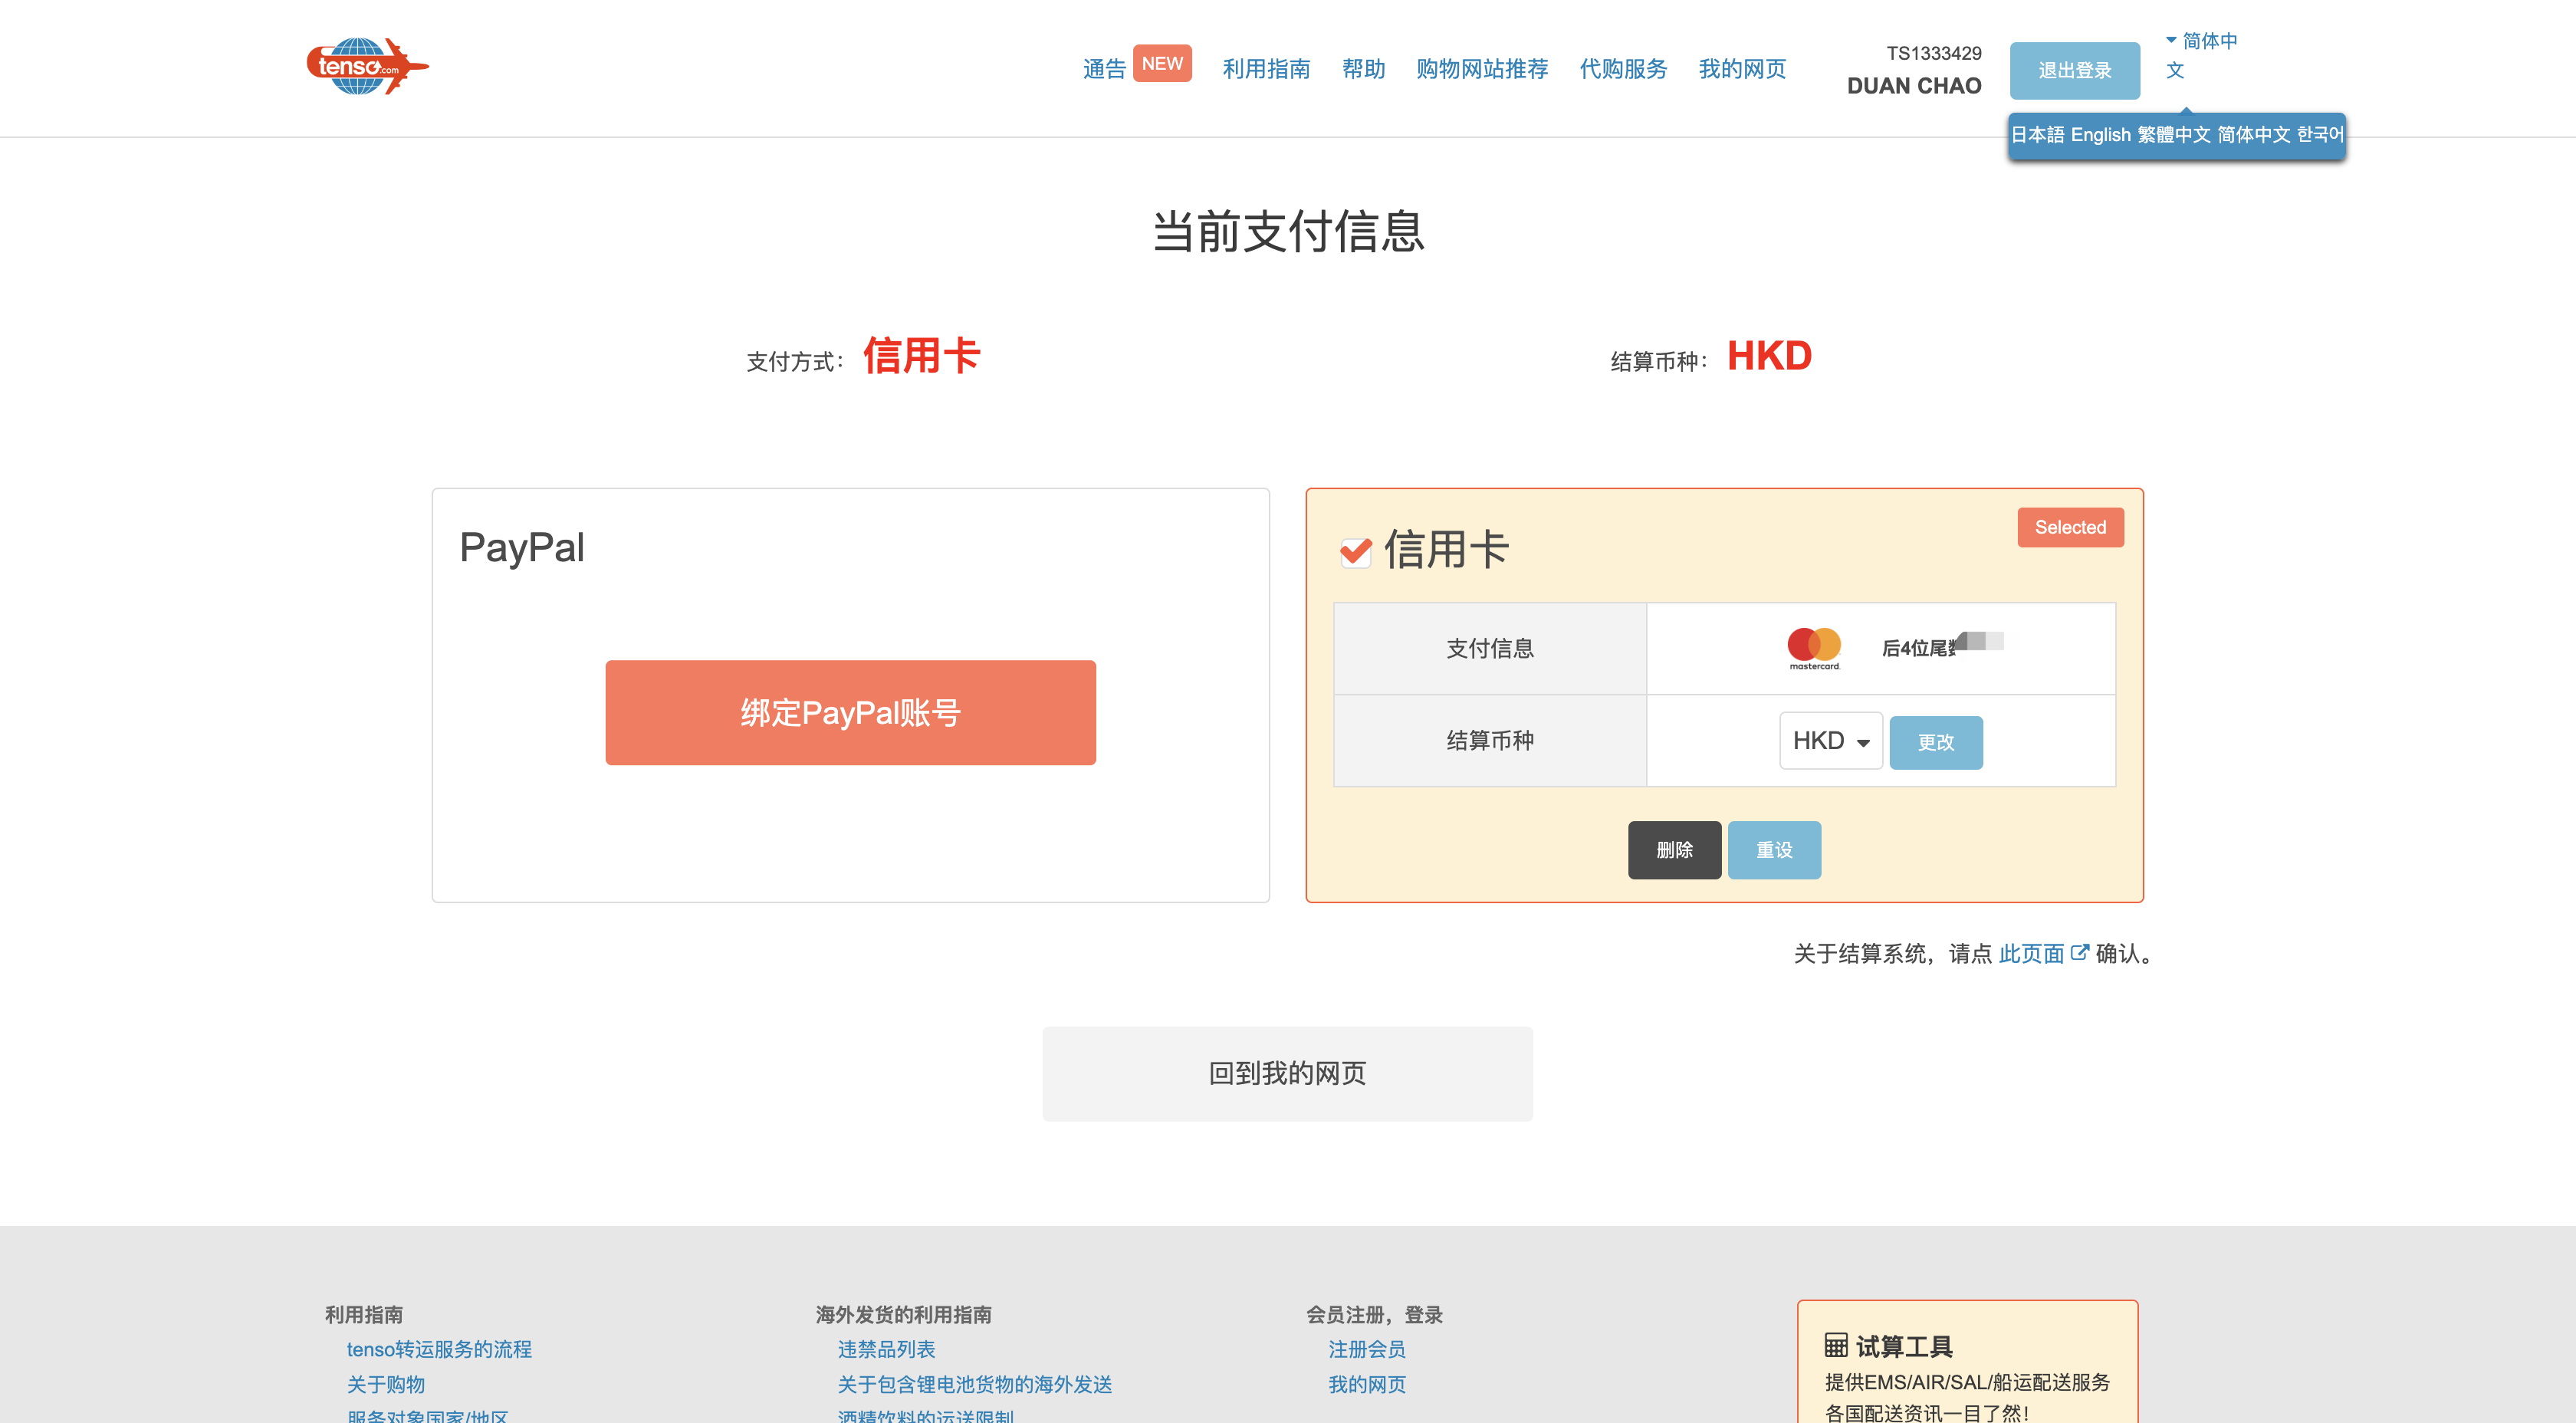 tenso.com
通告 NEW 利用指南 帮助 购物网站推荐 代购服务 我的网页
TS1333429
DUAN CHAO
退出登录
简体中
文
日本語 English 繁體中文 简体中文 한국어
当前支付信息
支付方式： 信用卡
结算币种： HKD
PayPal
绑定PayPal账号
Selected
信用卡
支付信息
mastercard.
后4位尾
结算币种
HKD
更改
删除
重设
关于结算系统，请点 此页面 确认。
回到我的网页
利用指南
tenso转运服务的流程
关于购物
服务对象国家/地区
海外发货的利用指南
违禁品列表
关于包含锂电池货物的海外发送
酒精饮料的运送限制
会员注册，登录
注册会员
我的网页
试算工具
提供EMS/AIR/SAL/船运配送服务
各国配送资讯一目了然！